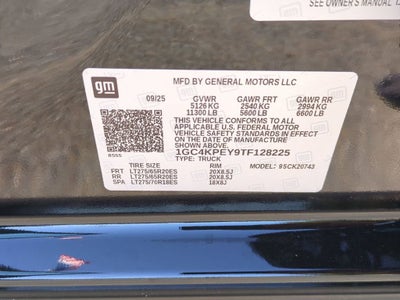 SEE OWNER'S MANUAL
gm
MFD BY GENERAL MOTORS LLC
09/25 GVWR GAWR FRT GAWR RR
5126 KG 2540 KG 2994 KG
11300 LB 5600 LB 6600 LB
THIS VEHICLE CONFORMS TO ALL
APPLICABLE U.S. FEDERAL MOTOR
VEHICLE SAFETY STANDARDS IN EFFECT
ON THE DATE OF MANUFACTURE
SHOWN ABOVE.
1GC4KPEY9TF128225
TYPE: TRUCK
TIRE SIZE RIM MODEL: 9SCK20743
FRT LT275/65R20ES 20X8.5J
RR LT275/65R20ES 20X8.5J
SPA LT275/70R18ES 18X8J